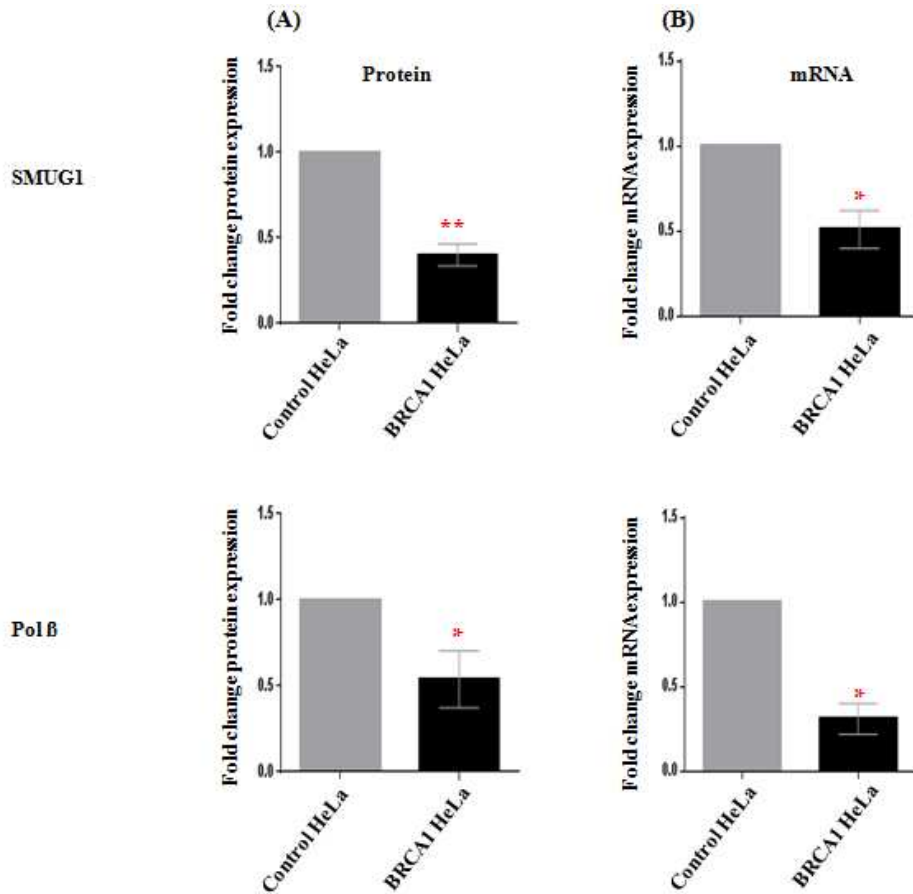 (A)
(B)
SMUG1
Protein
Fold change protein expression
1.5
1.0
0.5
0.0
**
Control HeLa
BRCA1 HeLa
mRNA
Fold change mRNA expression
1.5
1.0
0.5
0.0
*
Control HeLa
BRCA1 HeLa
Pol ß
Fold change protein expression
1.5
1.0
0.5
0.0
*
Control HeLa
BRCA1 HeLa
Fold change mRNA expression
1.5
1.0
0.5
0.0
*
Control HeLa
BRCA1 HeLa